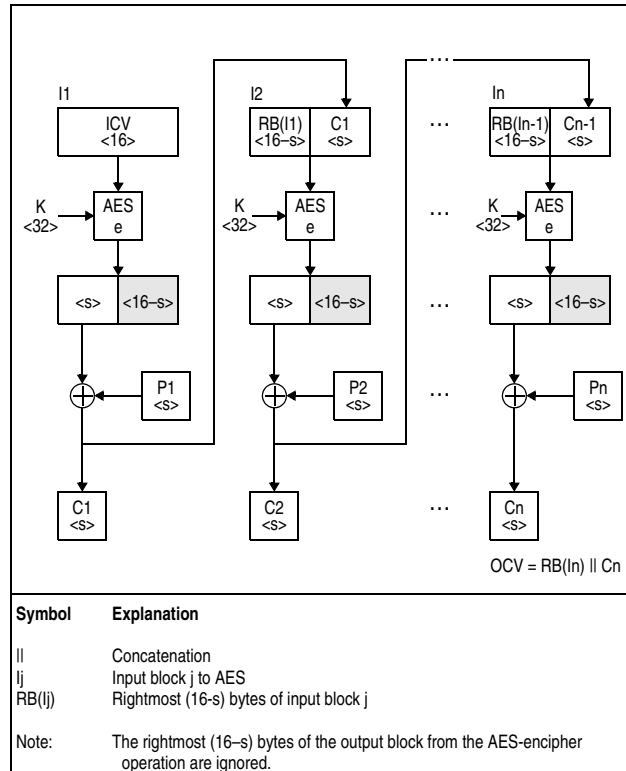 ...
I1
I2
In
ICV
<16>
RB(I1)
<16–s>
C1
<s>
...
RB(In-1)
<16–s>
Cn-1
<s>
K
<32>
AES
e
K
<32>
AES
e
...
K
<32>
AES
e
<s>
<16–s>
<s>
<16–s>
...
<s>
<16–s>
P1
<s>
P2
<s>
...
Pn
<s>
C1
<s>
C2
<s>
...
Cn
<s>
OCV = RB(In) || Cn
Symbol Explanation
|| Concatenation
Ij Input block j to AES
RB(Ij) Rightmost (16-s) bytes of input block j
Note: The rightmost (16–s) bytes of the output block from the AES-encipher
operation are ignored.